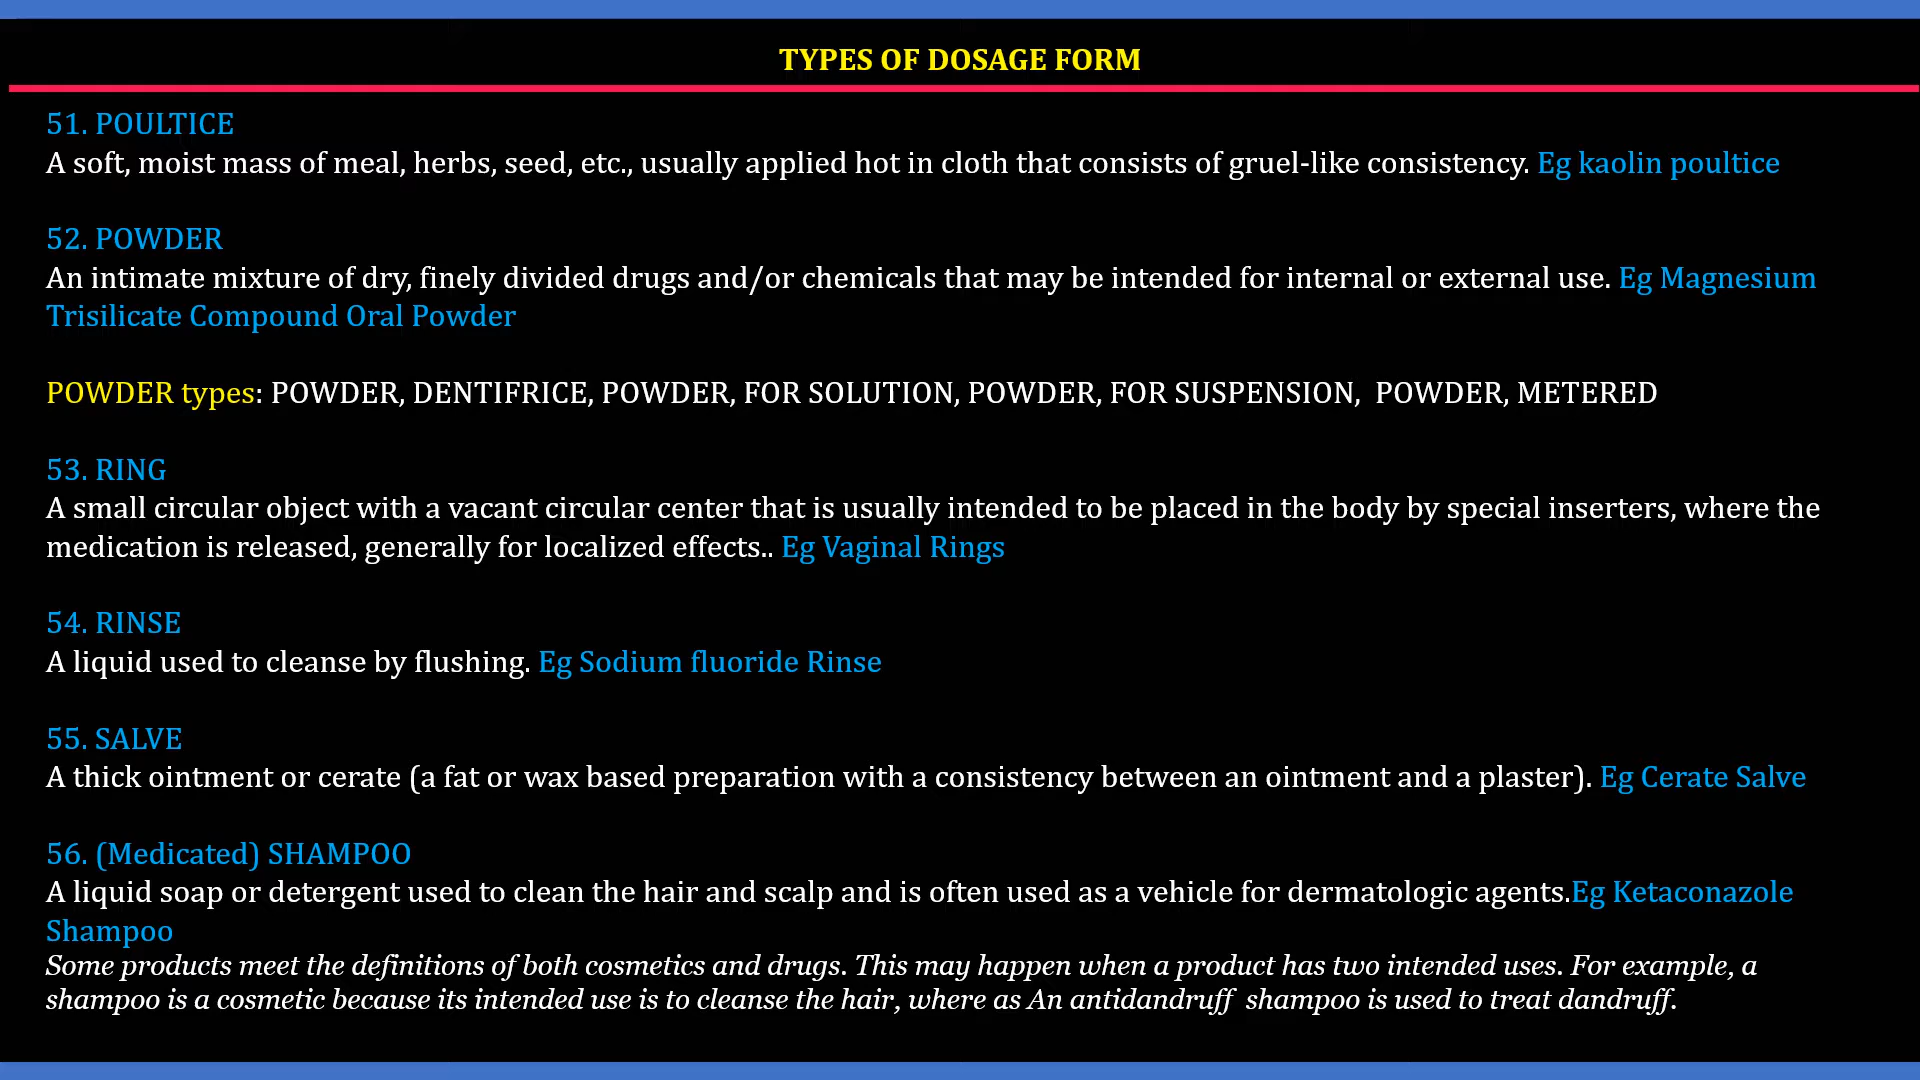 TYPES OF DOSAGE FORM
51. POULTICE
A soft, moist mass of meal, herbs, seed, etc., usually applied hot in cloth that consists of gruel-like consistency. Eg kaolin poultice
52. POWDER
An intimate mixture of dry, finely divided drugs and/or chemicals that may be intended for internal or external use. Eg Magnesium
Trisilicate Compound Oral Powder
POWDER types: POWDER, DENTIFRICE, POWDER, FOR SOLUTION, POWDER, FOR SUSPENSION,  POWDER, METERED
53. RING
A small circular object with a vacant circular center that is usually intended to be placed in the body by special inserters, where the
medication is released, generally for localized effects.. Eg Vaginal Rings
54. RINSE
A liquid used to cleanse by flushing. Eg Sodium fluoride Rinse
55. SALVE
A thick ointment or cerate (a fat or wax based preparation with a consistency between an ointment and a plaster). Eg Cerate Salve
56. (Medicated) SHAMPOO
A liquid soap or detergent used to clean the hair and scalp and is often used as a vehicle for dermatologic agents.Eg Ketaconazole
Shampoo
Some products meet the definitions of both cosmetics and drugs. This may happen when a product has two intended uses. For example, a
shampoo is a cosmetic because its intended use is to cleanse the hair, where as An antidandruff  shampoo is used to treat dandruff.